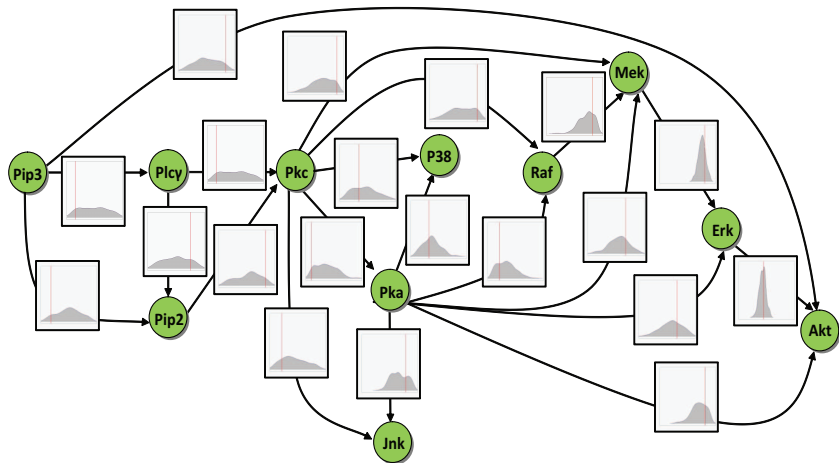 Mek
P38
Pip3
Plcy
Pkc
Raf
Erk
Pka
Pip2
Akt
Jnk